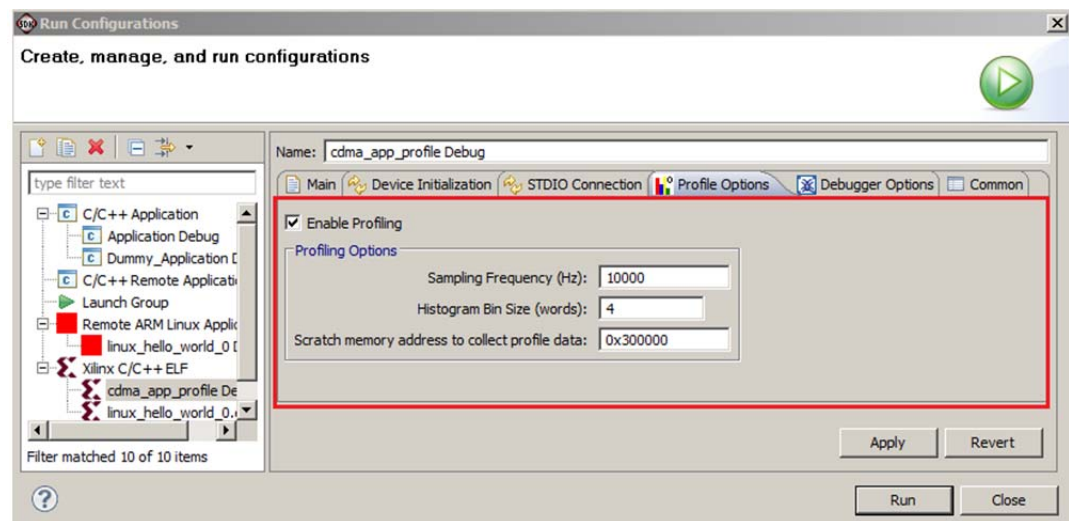 SDK Run Configurations
Create, manage, and run configurations
type filter text
C/C++ Application
Application Debug
Dummy_Application D
C/C++ Remote Applicati
Launch Group
Remote ARM Linux Applic
linux_hello_world_0 D
Xilinx C/C++ ELF
cdma_app_profile De
linux_hello_world_0.
Filter matched 10 of 10 items
Name: cdma_app_profile Debug
Main Device Initialization STDIO Connection Profile Options Debugger Options Common
Enable Profiling
Profiling Options
Sampling Frequency (Hz): 10000
Histogram Bin Size (words): 4
Scratch memory address to collect profile data: 0x300000
Apply Revert
? Run Close